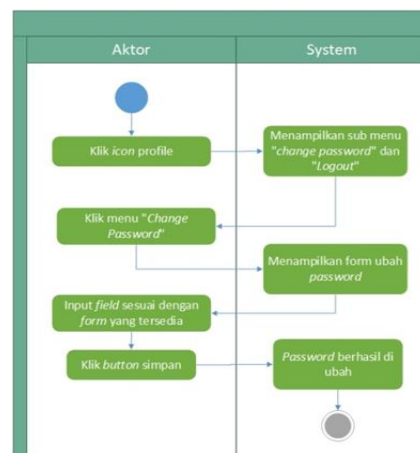 Aktor
System
Klik icon profile
Menampilkan sub menu
"change password" dan
"Logout"
Klik menu "Change
Password"
Menampilkan form ubah
password
Input field sesuai dengan
form yang tersedia
Klik button simpan
Password berhasil di
ubah